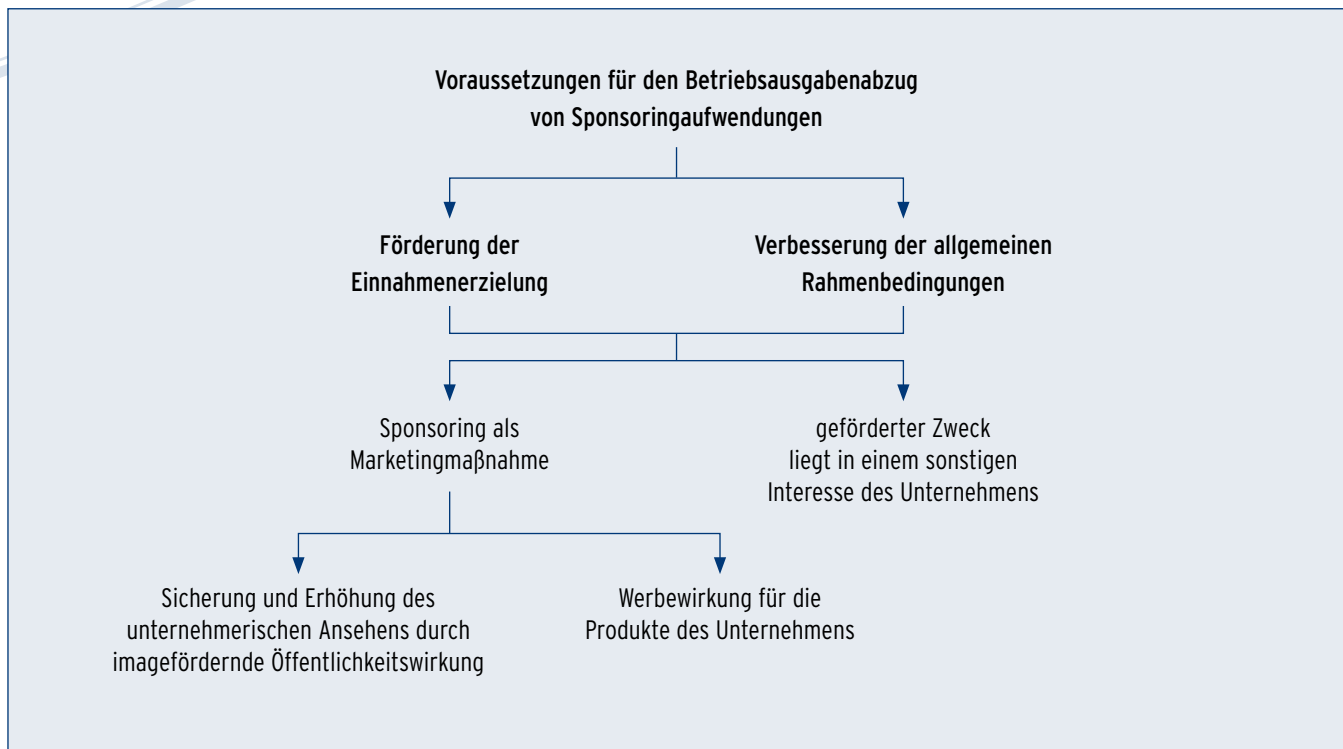 Voraussetzungen für den Betriebsausgabenabzug
von Sponsoringaufwendungen
Förderung der
Einnahmenerzielung
Verbesserung der allgemeinen
Rahmenbedingungen
Sponsoring als
Marketingmaßnahme
geförderter Zweck
liegt in einem sonstigen
Interesse des Unternehmens
Sicherung und Erhöhung des
unternehmerischen Ansehens durch
imagefördernde Öffentlichkeitswirkung
Werbewirkung für die
Produkte des Unternehmens